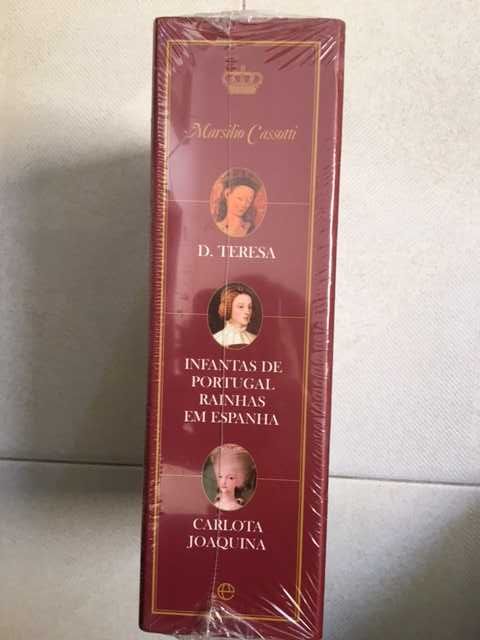 Marsilio Cassotti
D. TERESA
INFANTAS DE
PORTUGAL
RAINHAS
EM ESPANHA
CARLOTA
JOAQUINA